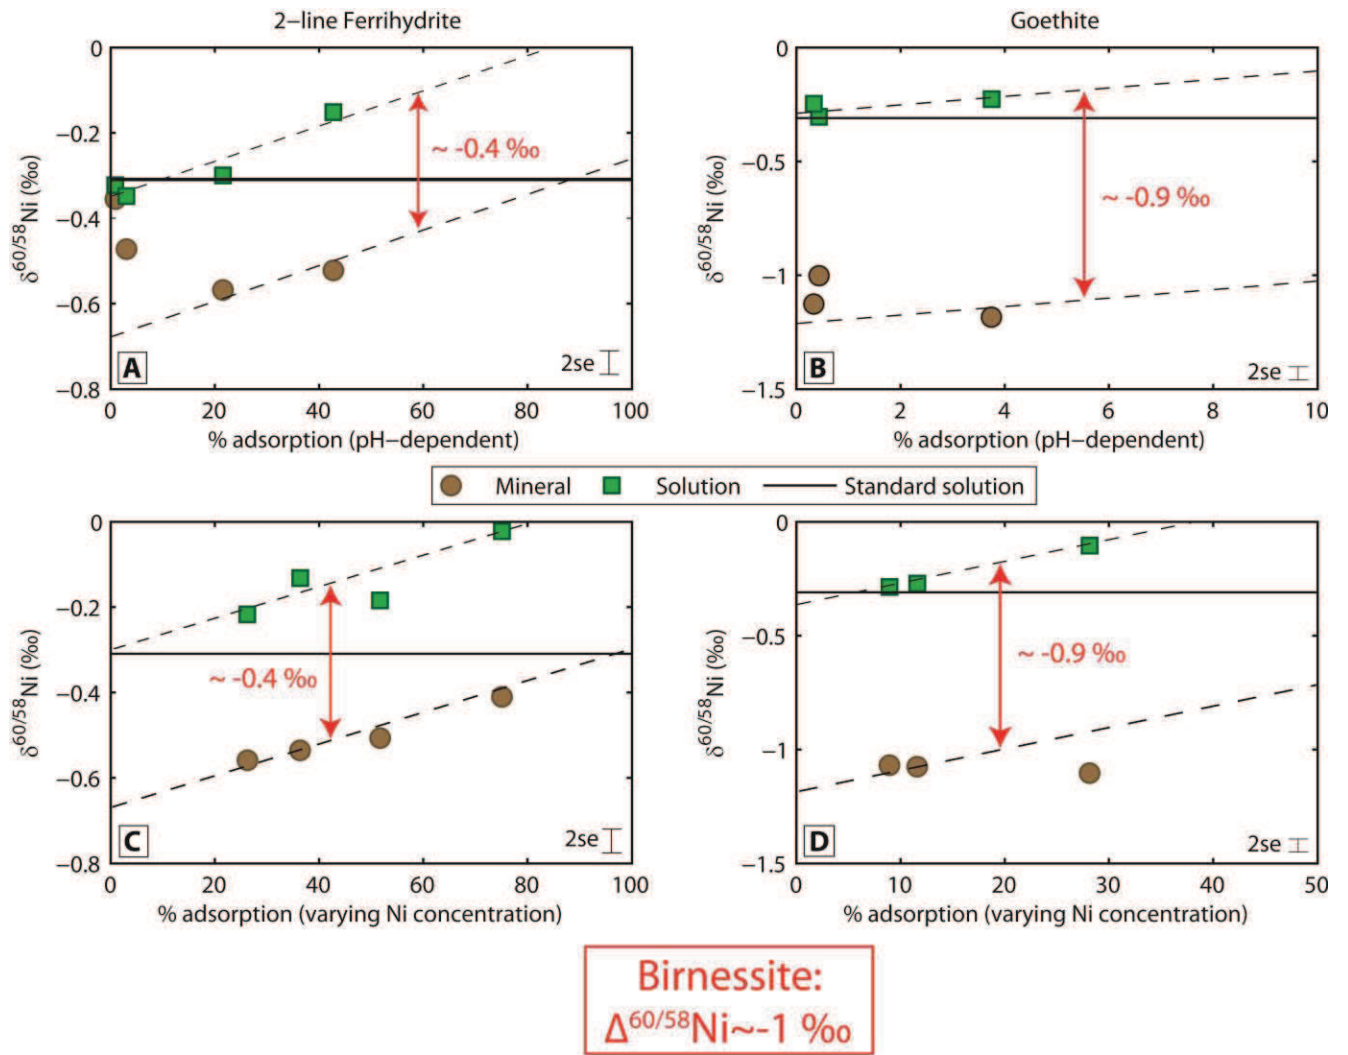 2−line Ferrihydrite
Goethite
0
−0.2
−0.4
−0.6
−0.8
δ60/58Ni (‰)
~ -0.4 ‰
A
2se
0 20 40 60 80 100
% adsorption (pH−dependent)
0
−0.5
−1
−1.5
δ60/58Ni (‰)
~ -0.9 ‰
B
2se
0 2 4 6 8 10
% adsorption (pH−dependent)
Mineral Solution Standard solution
0
−0.2
−0.4
−0.6
−0.8
δ60/58Ni (‰)
~ -0.4 ‰
C
2se
0 20 40 60 80 100
% adsorption (varying Ni concentration)
0
−0.5
−1
−1.5
δ60/58Ni (‰)
~ -0.9 ‰
D
2se
0 10 20 30 40 50
% adsorption (varying Ni concentration)
Birnessite:
Δ60/58Ni~-1 ‰